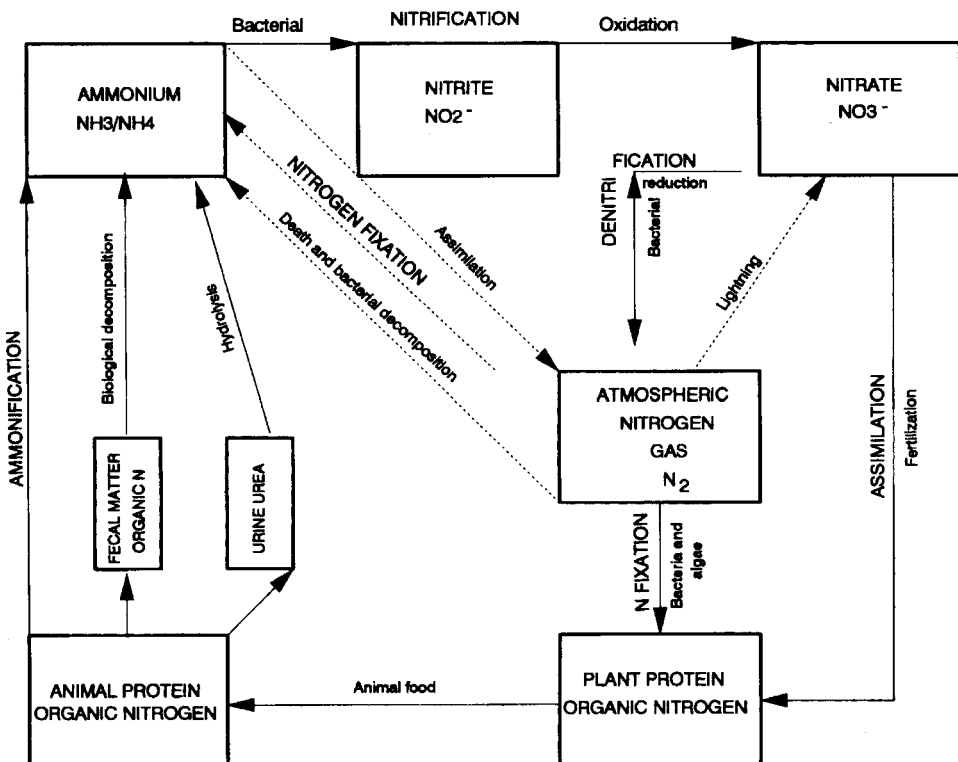 Bacterial
NITRIFICATION
Oxidation
AMMONIUM
NH3/NH4
NITRITE
NO2⁻
NITRATE
NO3⁻
DENITRI
FICATION
reduction
Bacterial
NITROGEN FIXATION
Death and bacterial decomposition
Assimilation
Lightning
AMMONIFICATION
Biological decomposition
Hydrolysis
ATMOSPHERIC
NITROGEN
GAS
N₂
ASSIMILATION
Fertilization
FECAL MATTER
ORGANIC N
URINE UREA
N FIXATION
Bacteria and
algae
ANIMAL PROTEIN
ORGANIC NITROGEN
Animal food
PLANT PROTEIN
ORGANIC NITROGEN